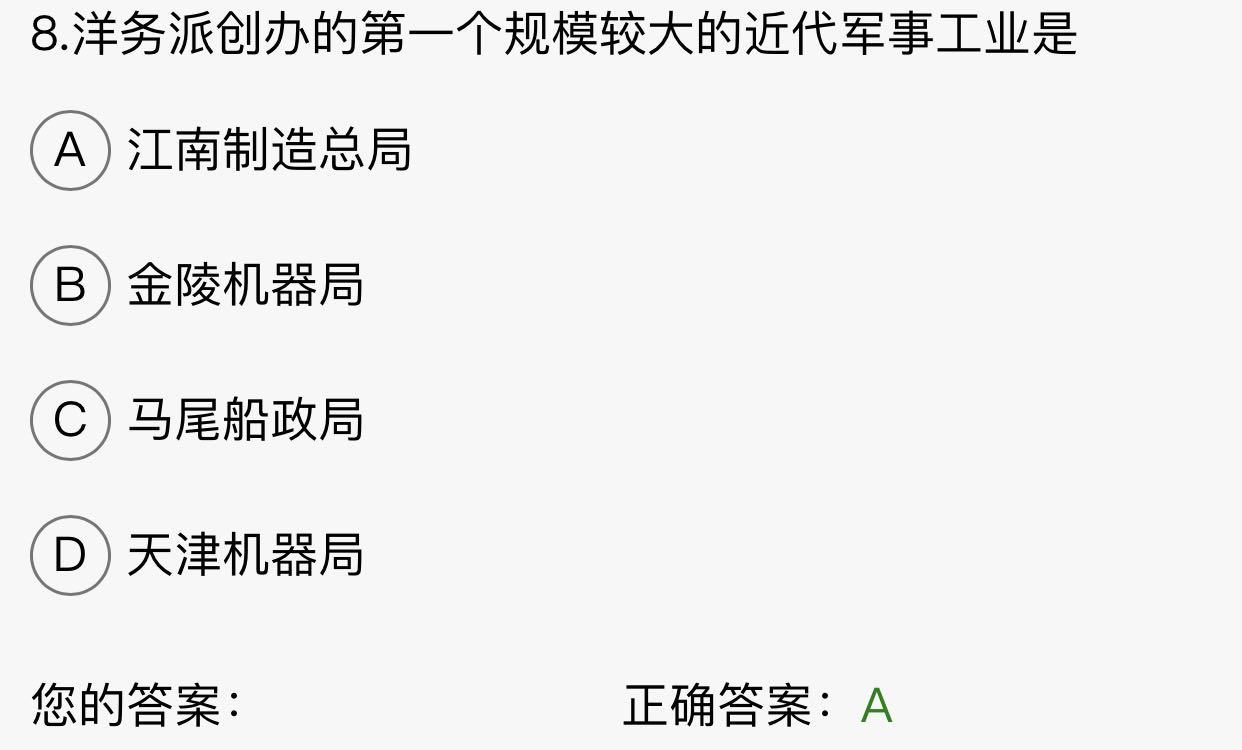 8.洋务派创办的第一个规模较大的近代军事工业是
A 江南制造总局
B 金陵机器局
C 马尾船政局
D 天津机器局
您的答案： 正确答案：A